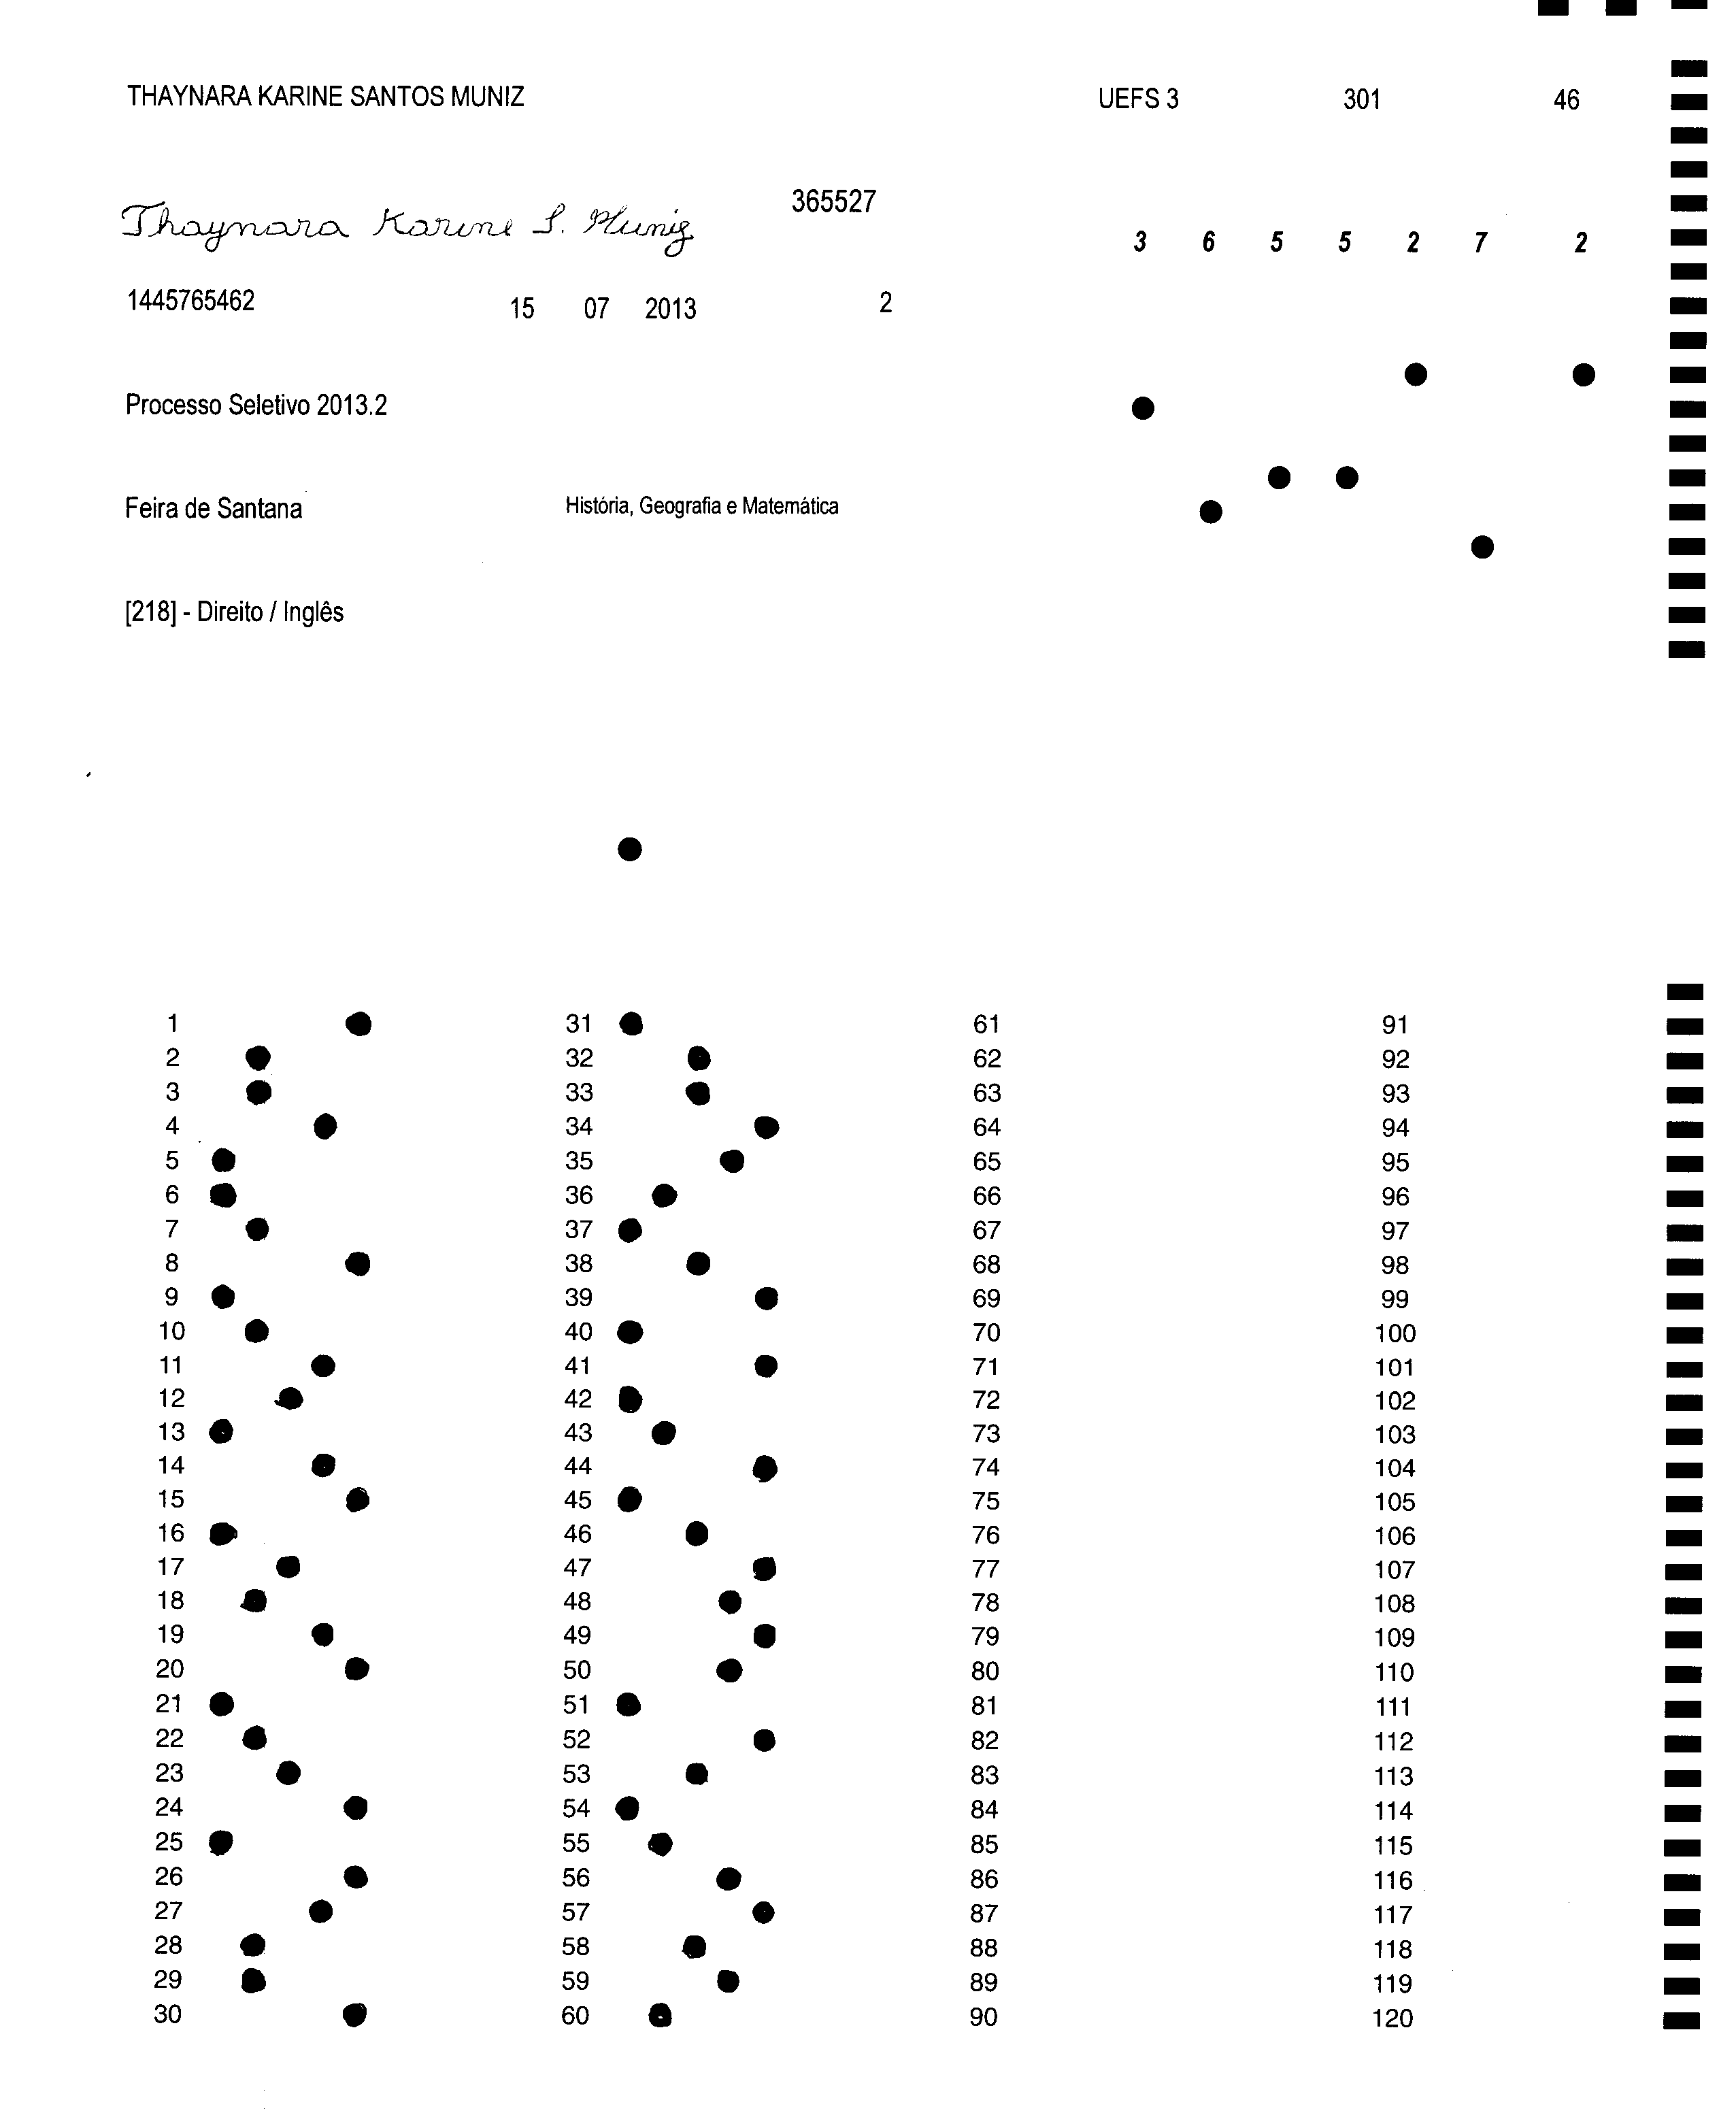 THAYNARA KARINE SANTOS MUNIZ UEFS 3 301 46
Thaynara Karine S. Muniz 365527
3 6 5 5 2 7 2
1445765462 15 07 2013 2
Processo Seletivo 2013.2
Feira de Santana História, Geografia e Matemática
[218] - Direito / Inglês
1 31 61 91
2 32 62 92
3 33 63 93
4 34 64 94
5 35 65 95
6 36 66 96
7 37 67 97
8 38 68 98
9 39 69 99
10 40 70 100
11 41 71 101
12 42 72 102
13 43 73 103
14 44 74 104
15 45 75 105
16 46 76 106
17 47 77 107
18 48 78 108
19 49 79 109
20 50 80 110
21 51 81 111
22 52 82 112
23 53 83 113
24 54 84 114
25 55 85 115
26 56 86 116
27 57 87 117
28 58 88 118
29 59 89 119
30 60 90 120